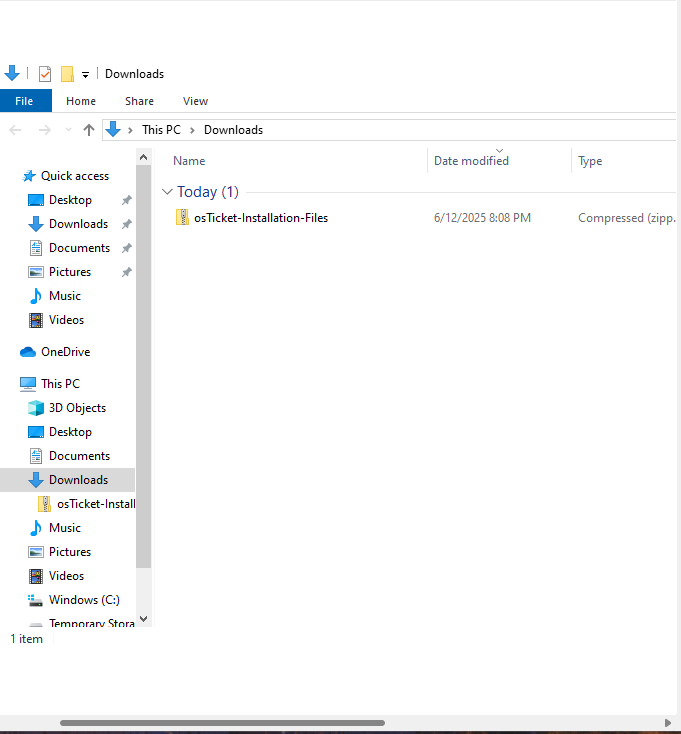 Downloads
File Home Share View
This PC Downloads
Name Date modified Type
Quick access
Today (1)
Desktop
osTicket-Installation-Files 6/12/2025 8:08 PM Compressed (zipp.
Downloads
Documents
Pictures
Music
Videos
OneDrive
This PC
3D Objects
Desktop
Documents
Downloads
osTicket-Install
Music
Pictures
Videos
Windows (C:)
Temporary Stora
1 item